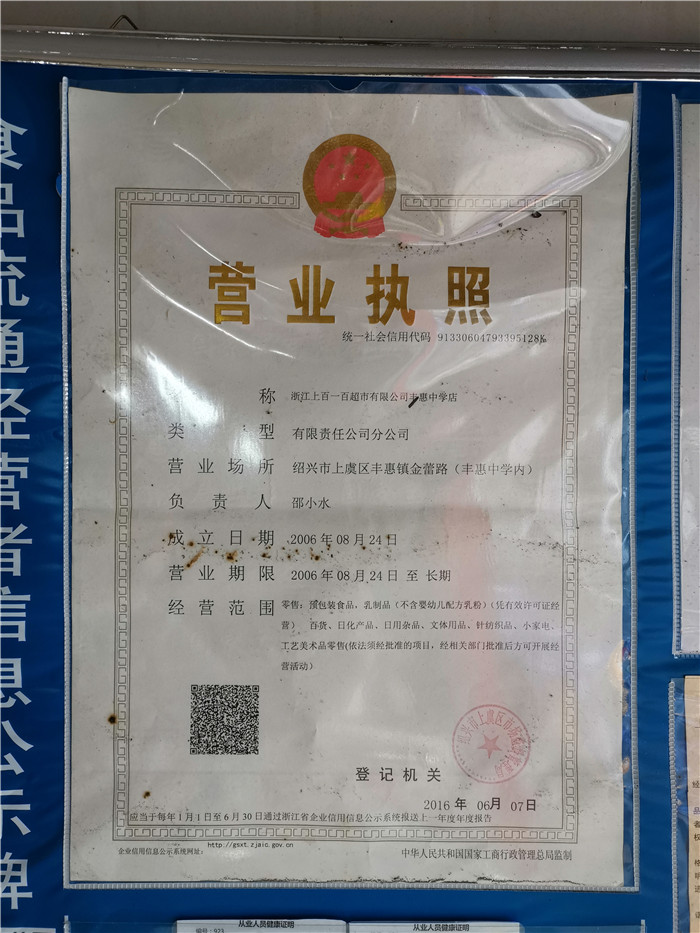 食品流通经营者信息公示牌
营业执照
统一社会信用代码 91330604793395128K
称 浙江上百一百超市有限公司丰惠中学店
类 型 有限责任公司分公司
营业场所 绍兴市上虞区丰惠镇金蕾路（丰惠中学内）
负责人 邵小水
成立日期 2006年08月24日
营业期限 2006年08月24日 至 长期
经营范围 零售：预包装食品，乳制品（不含婴幼儿配方乳粉）（凭有效许可证经
营） 百货、日化产品、日用杂品、文体用品、针纺织品、小家电、
工艺美术品零售(依法须经批准的项目，经相关部门批准后方可开展经
营活动）
登记机关
2016年 06月 07日
应当于每年1月1日至6月30日通过浙江省企业信用信息公示系统报送上一年度年度报告
企业信用信息公示系统网址： http://gsxt.zjaic.gov.cn
中华人民共和国国家工商行政管理总局监制
从业人员健康证明
编号：923
从业人员健康证明